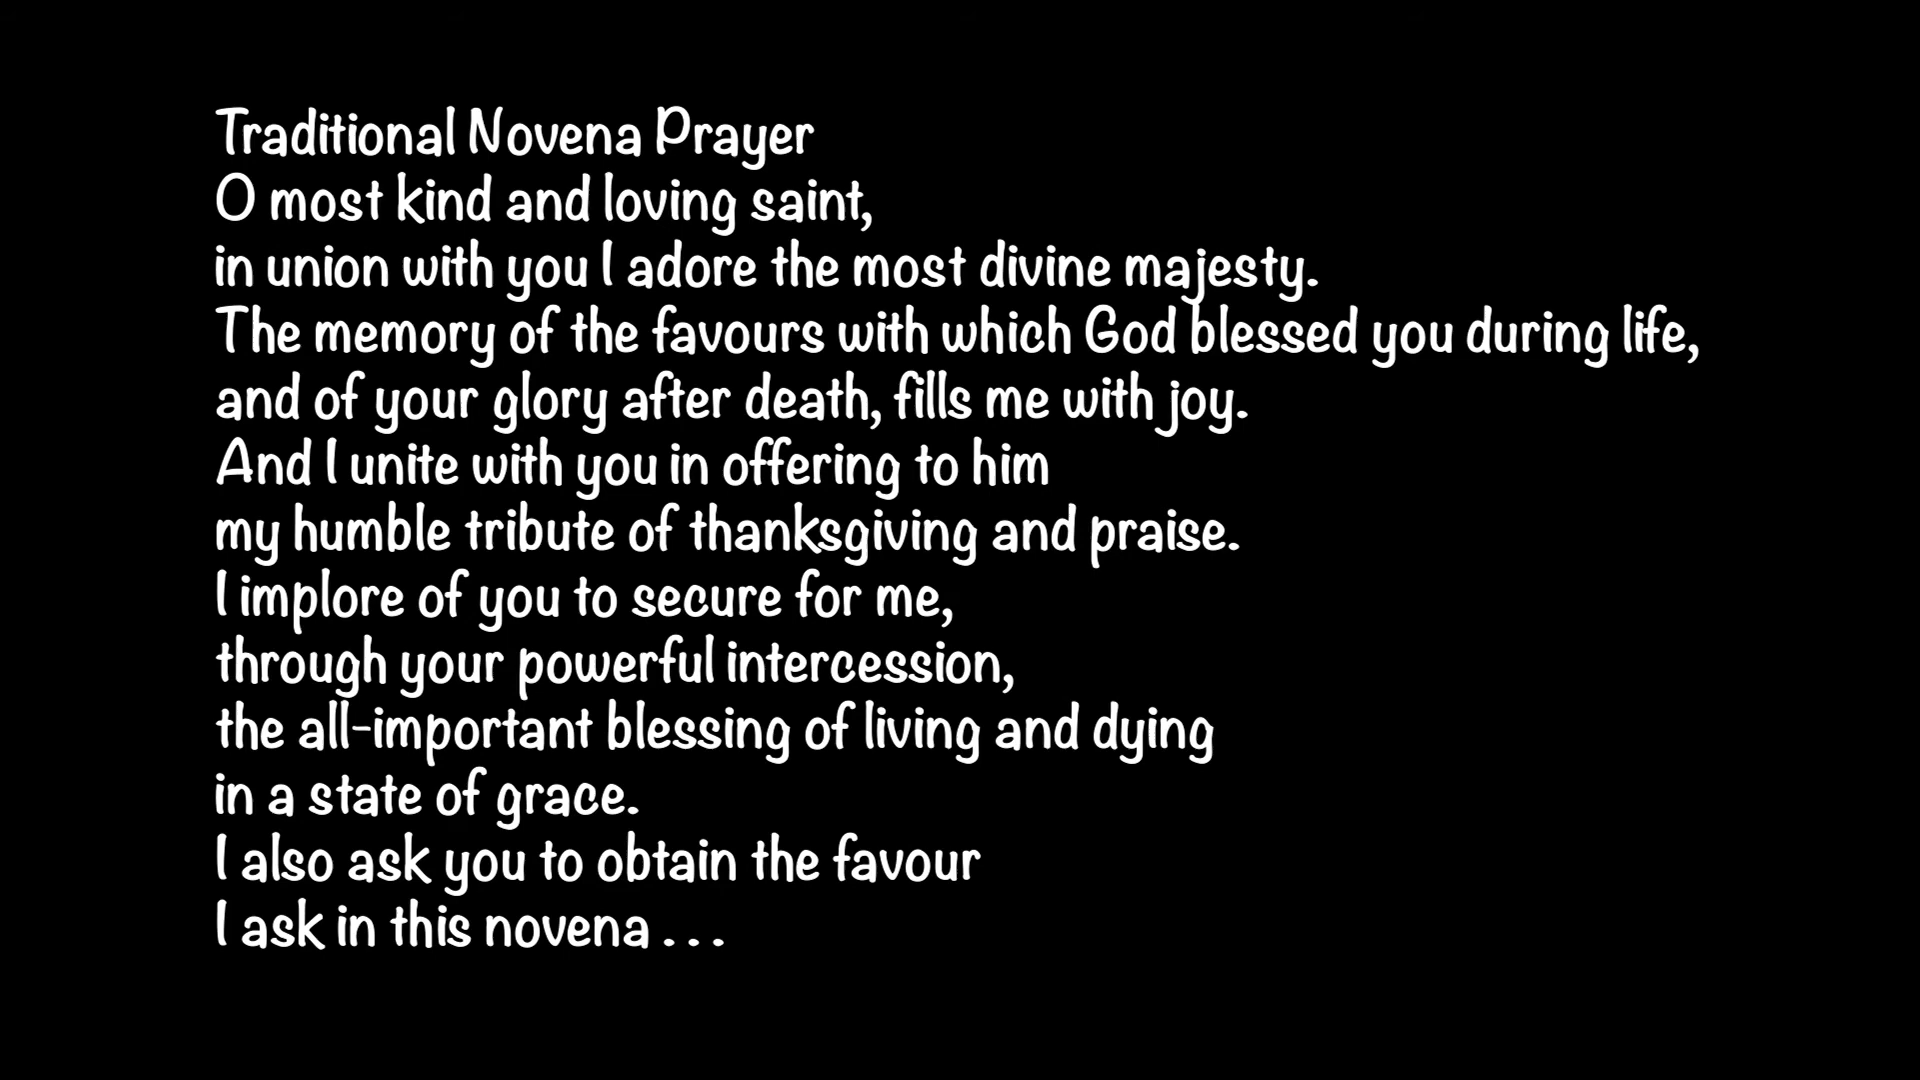 Traditional Novena Prayer
O most kind and loving saint,
in union with you I adore the most divine majesty.
The memory of the favours with which God blessed you during life,
and of your glory after death, fills me with joy.
And I unite with you in offering to him
my humble tribute of thanksgiving and praise.
I implore of you to secure for me,
through your powerful intercession,
the all-important blessing of living and dying
in a state of grace.
I also ask you to obtain the favour
I ask in this novena . . .